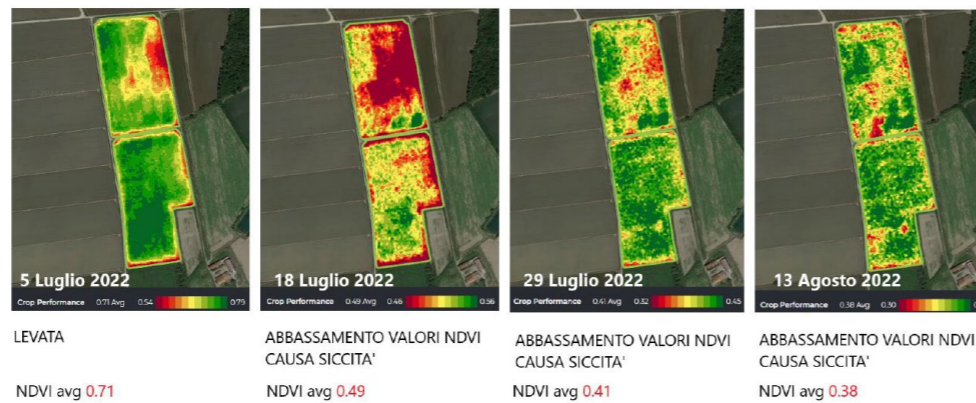 5 Luglio 2022
Crop Performance 0.71 Avg 0.54 0.79
LEVATA
NDVI avg 0.71
18 Luglio 2022
Crop Performance 0.49 Avg 0.46 0.56
ABBASSAMENTO VALORI NDVI
CAUSA SICCITA'
NDVI avg 0.49
29 Luglio 2022
Crop Performance 0.41 Avg 0.32 0.45
ABBASSAMENTO VALORI NDVI
CAUSA SICCITA'
NDVI avg 0.41
13 Agosto 2022
Crop Performance 0.38 Avg 0.30
ABBASSAMENTO VALORI NDVI
CAUSA SICCITA'
NDVI avg 0.38